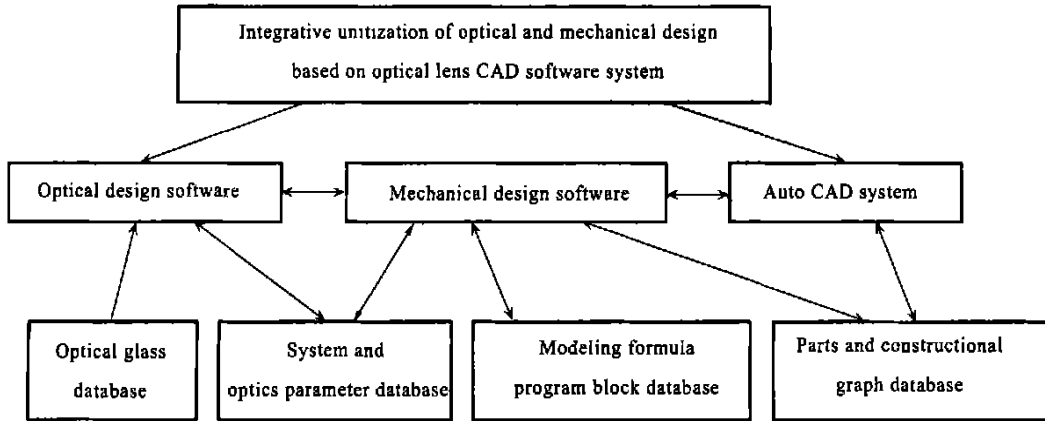 Integrative unitization of optical and mechanical design
based on optical lens CAD software system
Optical design software
Mechanical design software
Auto CAD system
Optical glass
database
System and
optics parameter database
Modeling formula
program block database
Parts and constructional
graph database